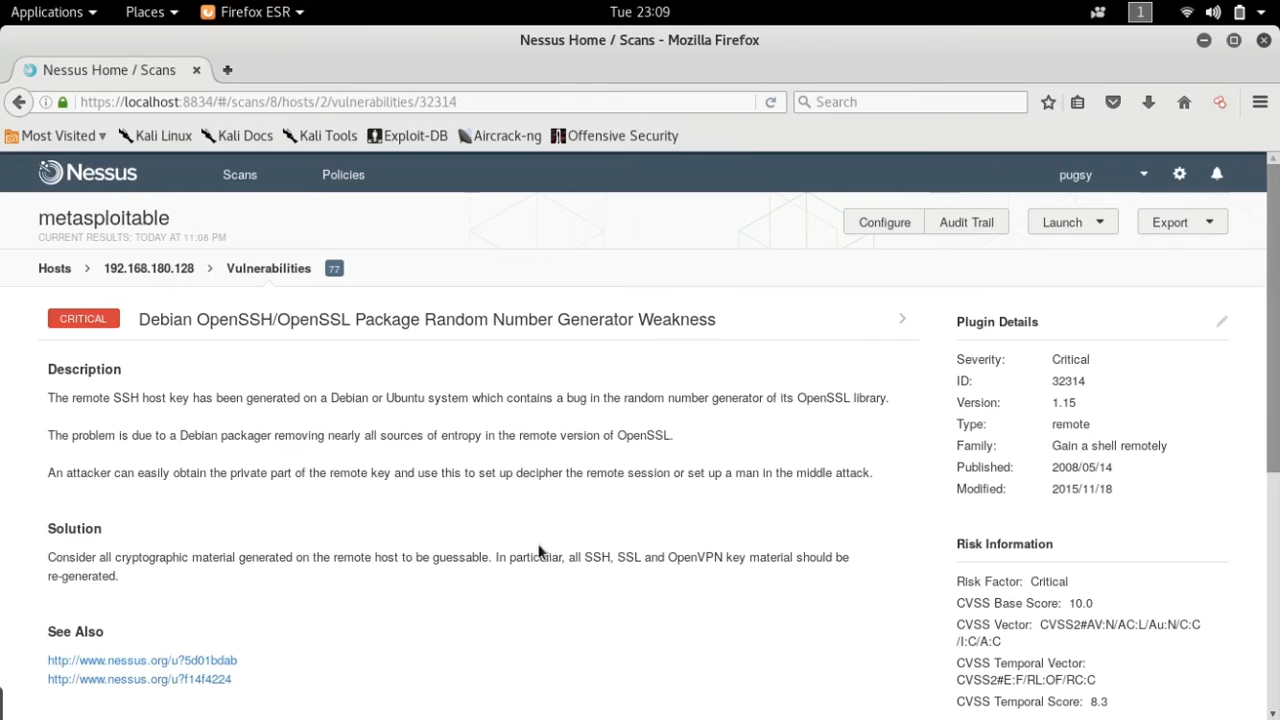 Applications Places Firefox ESR Tue 23:09 1
Nessus Home / Scans - Mozilla Firefox
Nessus Home / Scans
https://localhost:8834/#/scans/8/hosts/2/vulnerabilities/32314 Search
Most Visited Kali Linux Kali Docs Kali Tools Exploit-DB Aircrack-ng Offensive Security
Nessus Scans Policies pugsy
metasploitable
CURRENT RESULTS: TODAY AT 11:08 PM
Configure Audit Trail Launch Export
Hosts > 192.168.180.128 > Vulnerabilities 77
CRITICAL Debian OpenSSH/OpenSSL Package Random Number Generator Weakness
Description
The remote SSH host key has been generated on a Debian or Ubuntu system which contains a bug in the random number generator of its OpenSSL library.
The problem is due to a Debian packager removing nearly all sources of entropy in the remote version of OpenSSL.
An attacker can easily obtain the private part of the remote key and use this to set up decipher the remote session or set up a man in the middle attack.
Solution
Consider all cryptographic material generated on the remote host to be guessable. In particular, all SSH, SSL and OpenVPN key material should be
re-generated.
See Also
http://www.nessus.org/u?5d01bdab
http://www.nessus.org/u?f14f4224
Plugin Details
Severity: Critical
ID: 32314
Version: 1.15
Type: remote
Family: Gain a shell remotely
Published: 2008/05/14
Modified: 2015/11/18
Risk Information
Risk Factor: Critical
CVSS Base Score: 10.0
CVSS Vector: CVSS2#AV:N/AC:L/Au:N/C:C
/I:C/A:C
CVSS Temporal Vector:
CVSS2#E:F/RL:OF/RC:C
CVSS Temporal Score: 8.3